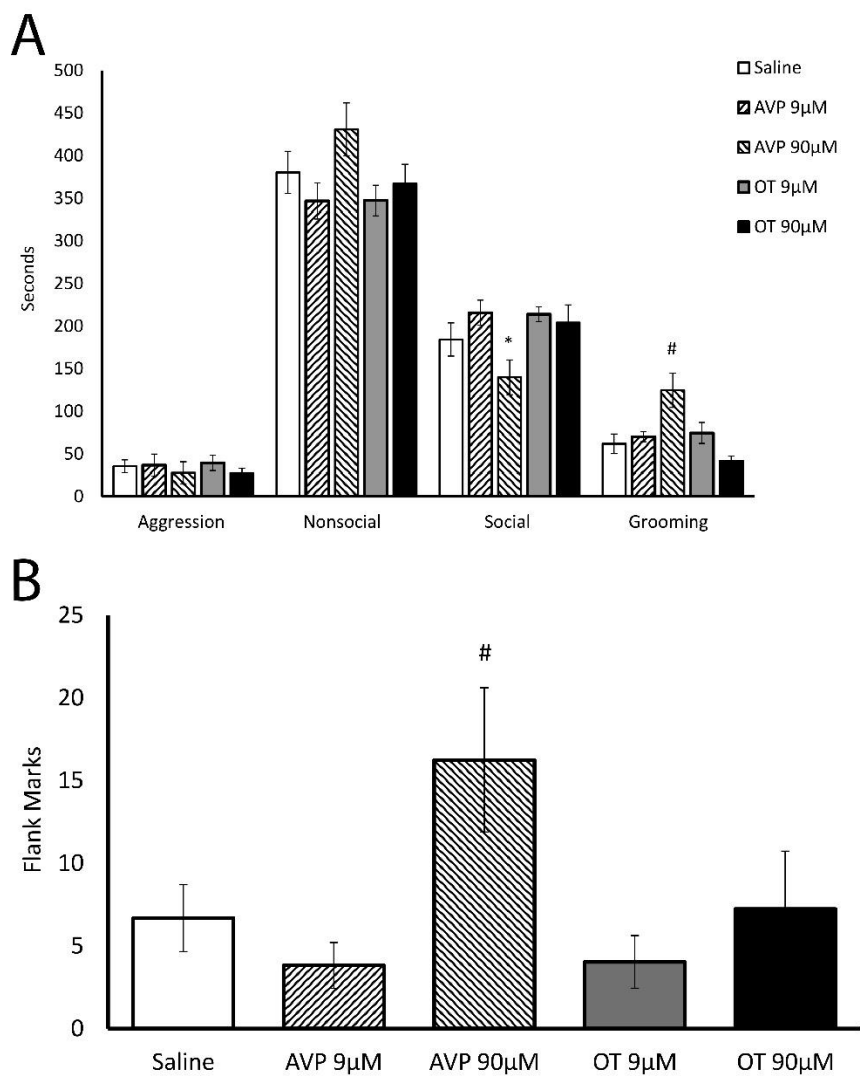 A
500
450
400
350
300
250
200
150
100
50
0
Seconds
Saline
AVP 9µM
AVP 90µM
OT 9µM
OT 90µM
*
#
Aggression Nonsocial Social Grooming
B
25
20
15
10
5
0
Flank Marks
#
Saline AVP 9µM AVP 90µM OT 9µM OT 90µM